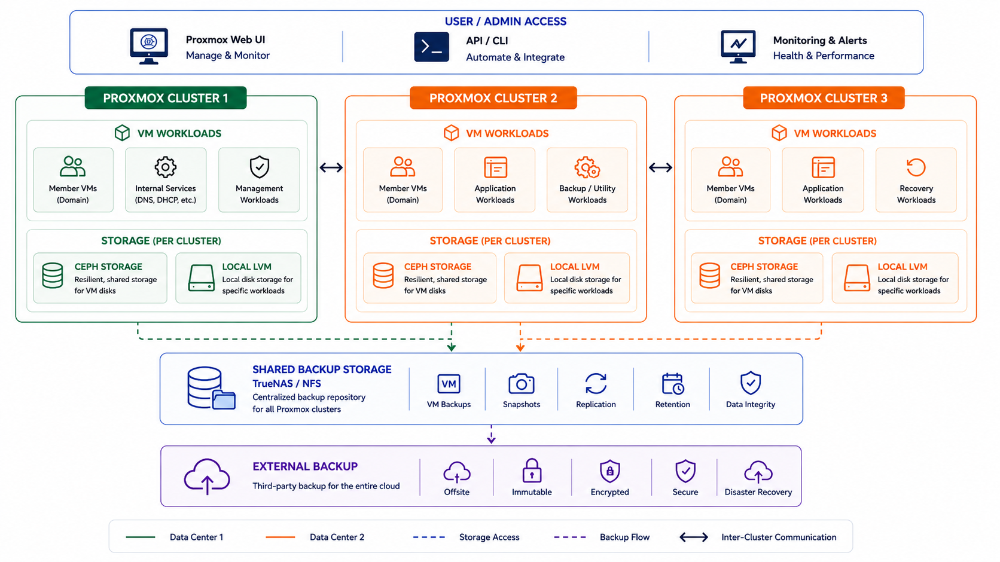 USER / ADMIN ACCESS
Proxmox Web UI
Manage & Monitor
API / CLI
Automate & Integrate
Monitoring & Alerts
Health & Performance
PROXMOX CLUSTER 1
VM WORKLOADS
Member VMs
(Domain)
Internal Services
(DNS, DHCP, etc.)
Management
Workloads
STORAGE (PER CLUSTER)
CEPH STORAGE
Resilient, shared storage
for VM disks
LOCAL LVM
Local disk storage for
specific workloads
PROXMOX CLUSTER 2
VM WORKLOADS
Member VMs
(Domain)
Application
Workloads
Backup / Utility
Workloads
STORAGE (PER CLUSTER)
CEPH STORAGE
Resilient, shared storage
for VM disks
LOCAL LVM
Local disk storage for
specific workloads
PROXMOX CLUSTER 3
VM WORKLOADS
Member VMs
(Domain)
Application
Workloads
Recovery
Workloads
STORAGE (PER CLUSTER)
CEPH STORAGE
Resilient, shared storage
for VM disks
LOCAL LVM
Local disk storage for
specific workloads
SHARED BACKUP STORAGE
TrueNAS / NFS
Centralized backup repository
for all Proxmox clusters
VM
VM Backups
Snapshots
Replication
Retention
Data Integrity
EXTERNAL BACKUP
Third-party backup for the entire cloud
Offsite
Immutable
Encrypted
Secure
Disaster Recovery
Data Center 1
Data Center 2
Storage Access
Backup Flow
Inter-Cluster Communication